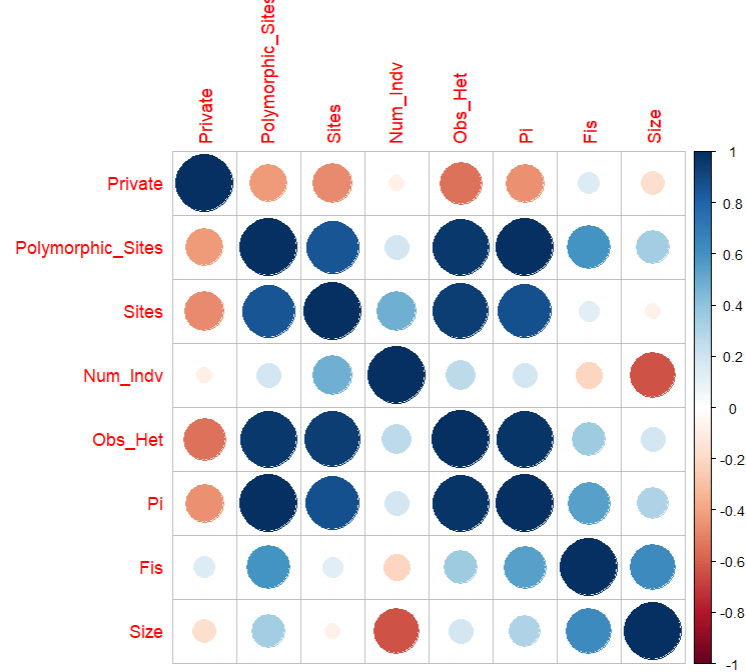 Private
Polymorphic_Sites
Sites
Num_Indv
Obs_Het
Pi
Fis
Size
Private
Polymorphic_Sites
Sites
Num_Indv
Obs_Het
Pi
Fis
Size
1
0.8
0.6
0.4
0.2
0
-0.2
-0.4
-0.6
-0.8
-1